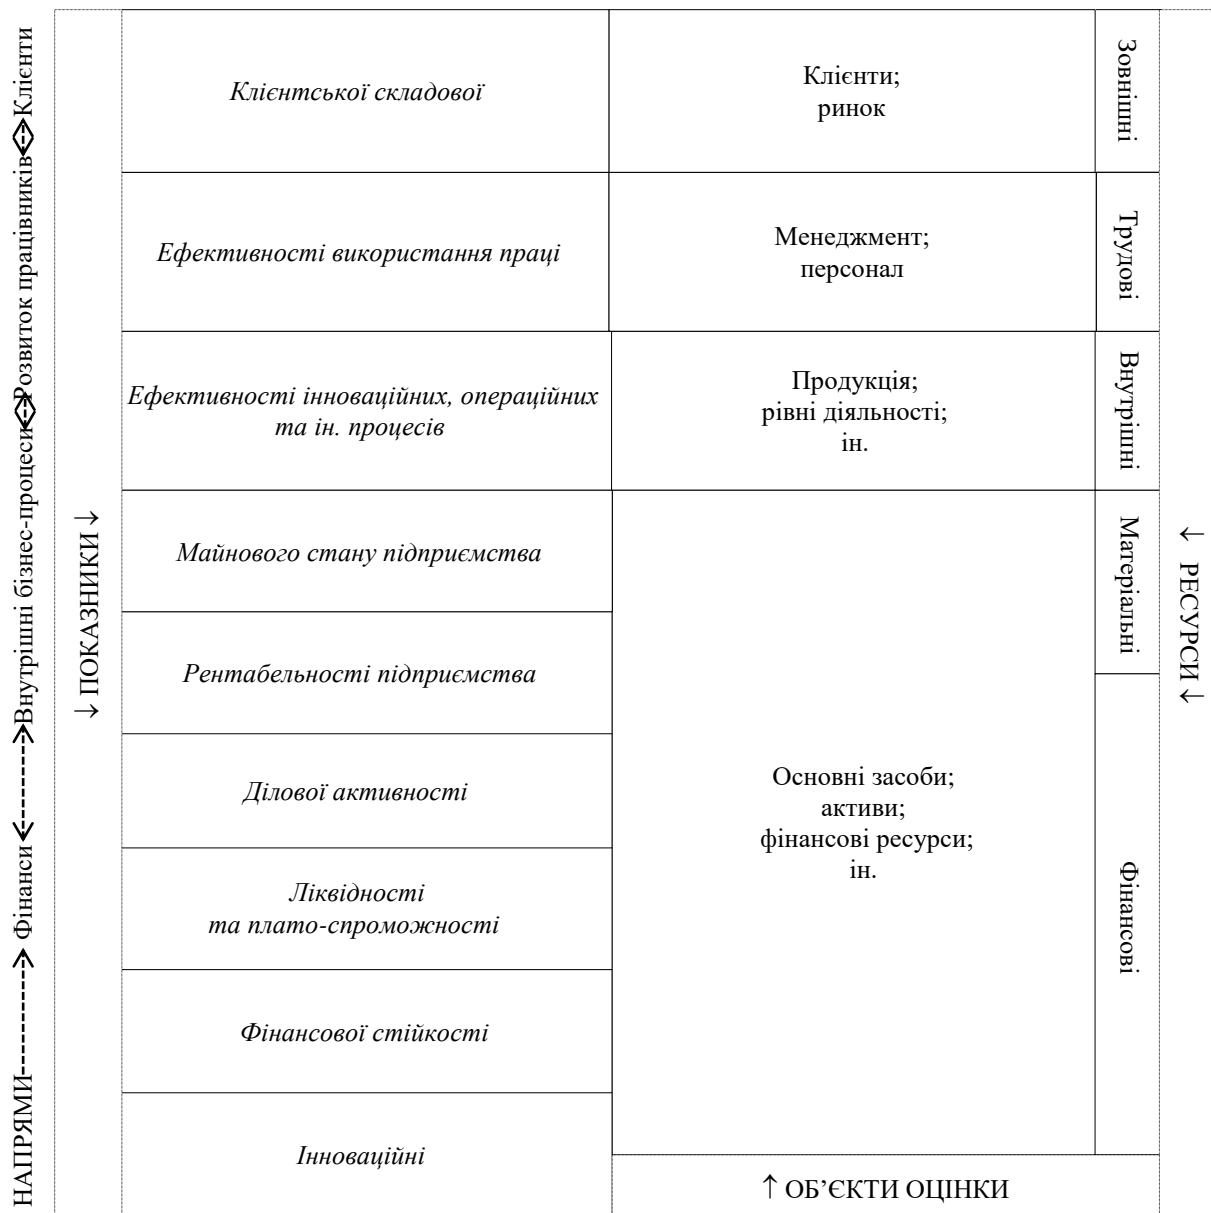 НАПРЯМИ Фінанси Внутрішні бізнес-процеси Розвиток працівників Клієнти
↓ ПОКАЗНИКИ ↓
Клієнтської складової
Клієнти;
ринок
Зовнішні
Ефективності використання праці
Менеджмент;
персонал
Трудові
Ефективності інноваційних, операційних
та ін. процесів
Продукція;
рівні діяльності;
ін.
Внутрішні
Майнового стану підприємства
Рентабельності підприємства
Ділової активності
Ліквідності
та плато-спроможності
Фінансової стійкості
Інноваційні
Основні засоби;
активи;
фінансові ресурси;
ін.
Матеріальні
Фінансові
↑ ОБ’ЄКТИ ОЦІНКИ
↓ РЕСУРСИ ↓